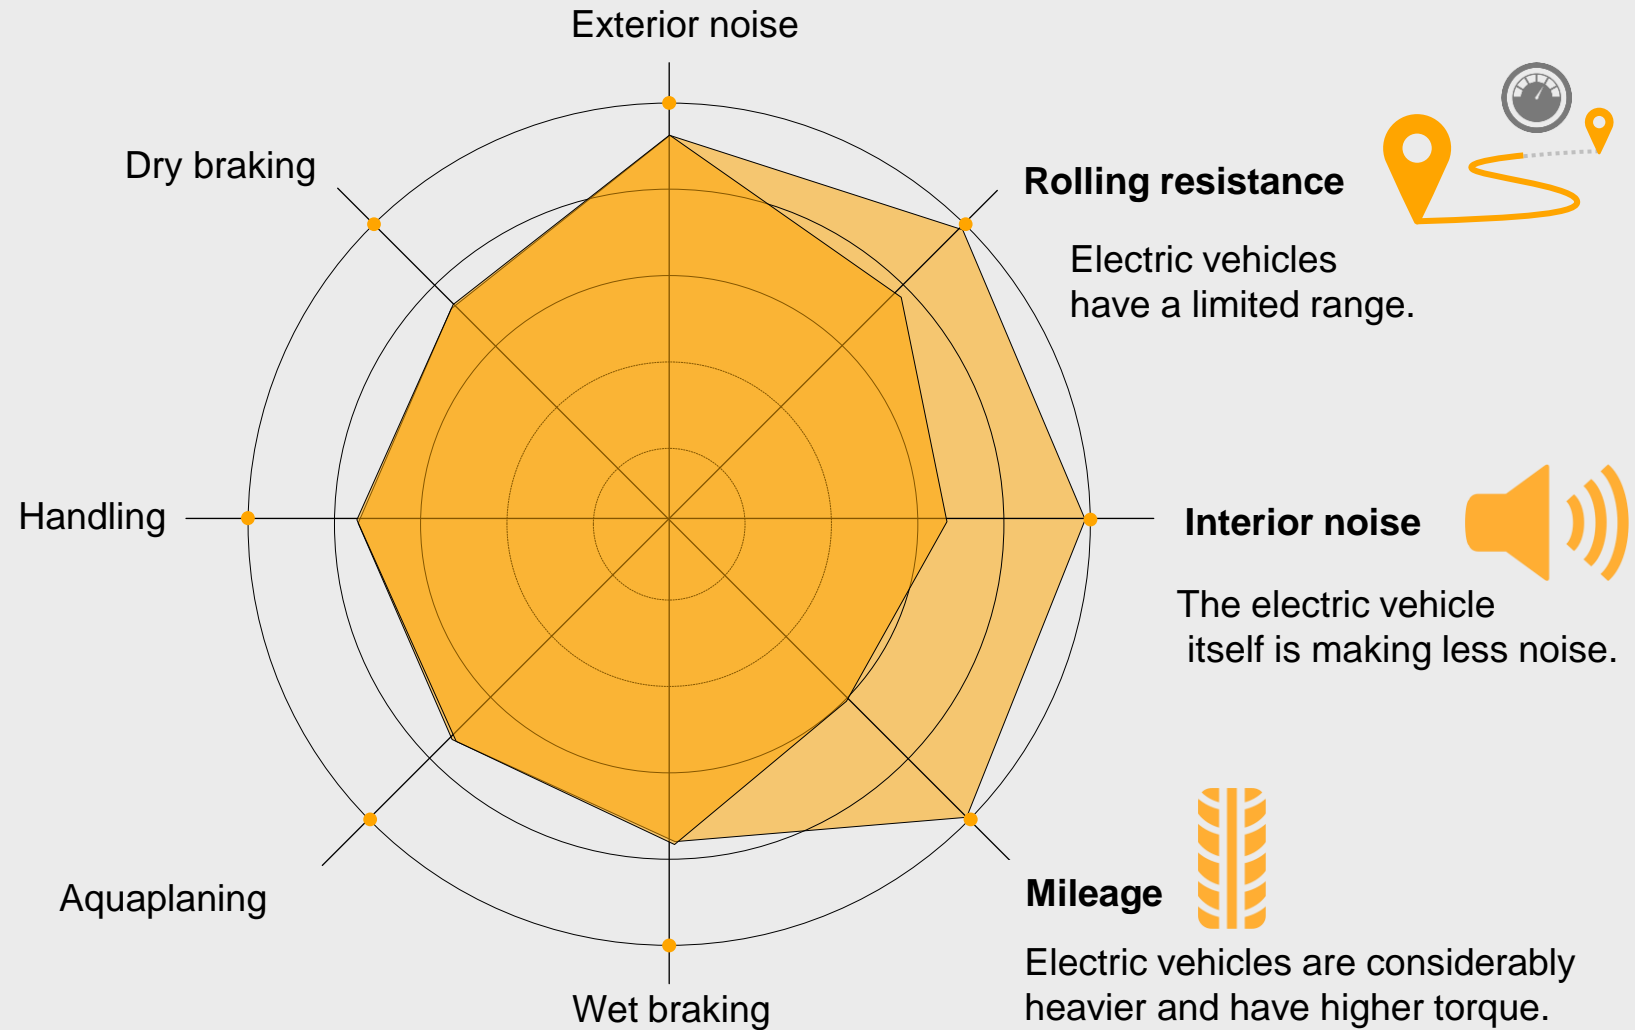 Exterior noise
Dry braking
Rolling resistance
Electric vehicles
have a limited range.
Handling
Interior noise
The electric vehicle
itself is making less noise.
Aquaplaning
Mileage
Electric vehicles are considerably
heavier and have higher torque.
Wet braking